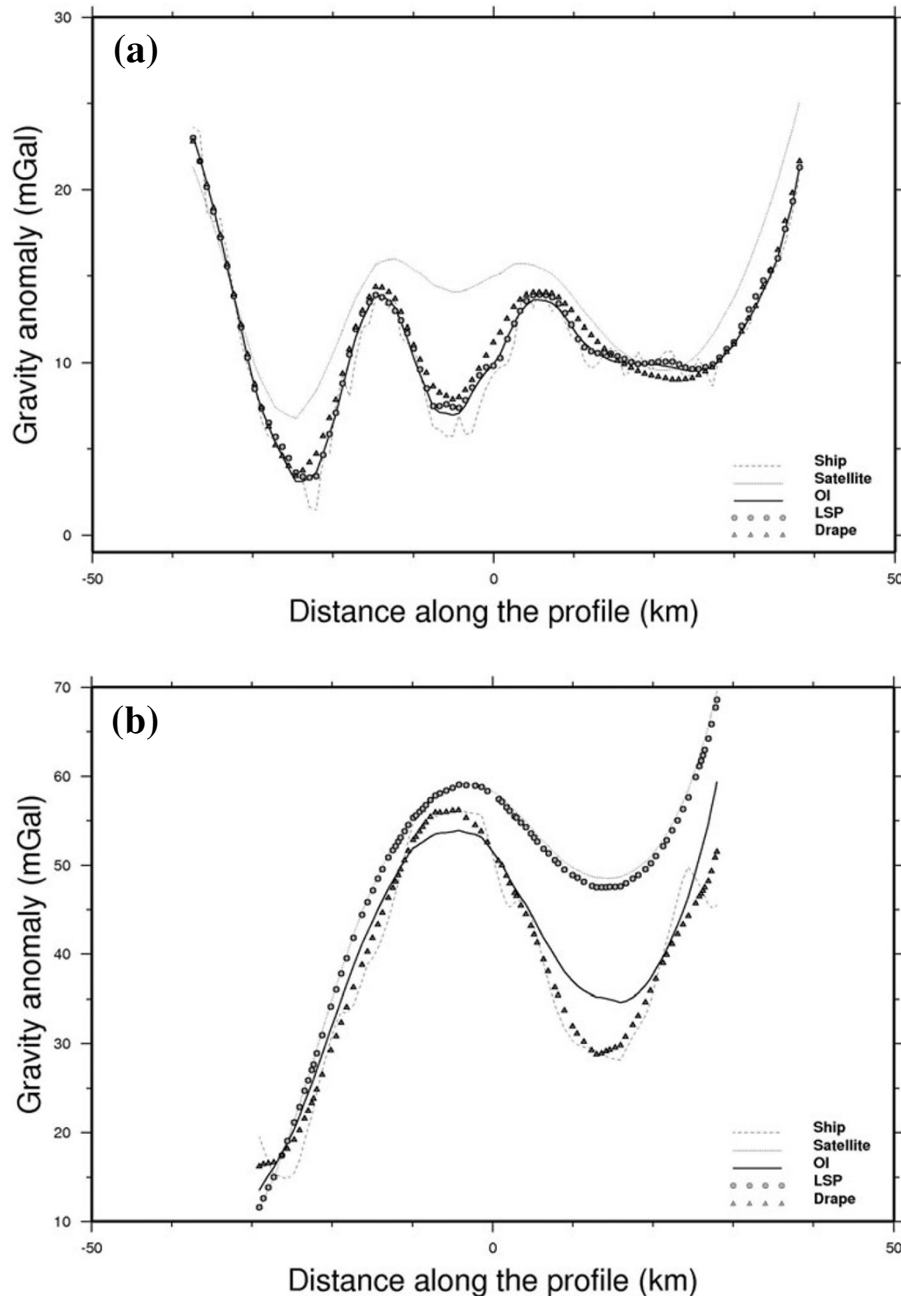 (a)
Gravity anomaly (mGal)
30
20
10
0
-50
0
50
Distance along the profile (km)
Ship
Satellite
OI
LSP
Drape
(b)
Gravity anomaly (mGal)
70
60
50
40
30
20
10
-50
0
50
Distance along the profile (km)
Ship
Satellite
OI
LSP
Drape